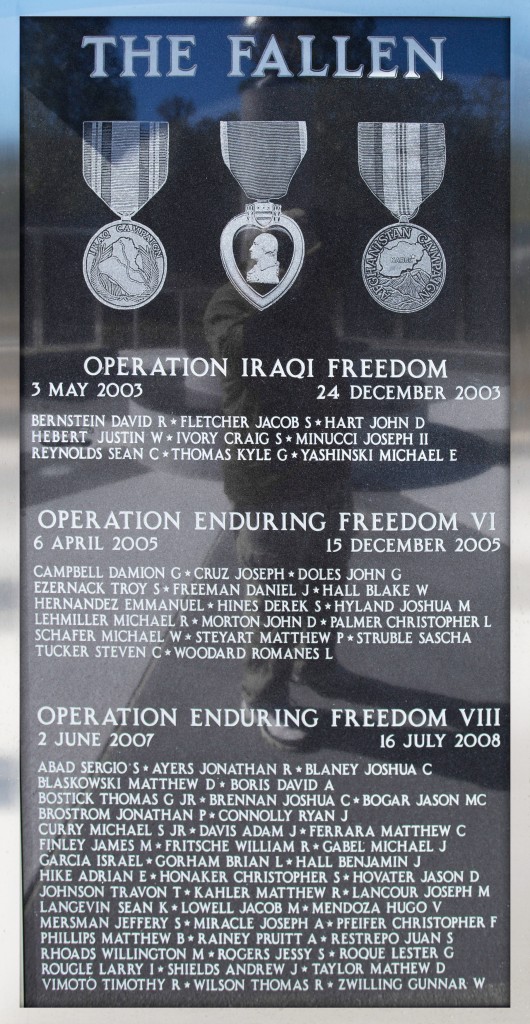 THE FALLEN
IRAQ CAMPAIGN
AFGHANISTAN CAMPAIGN
OPERATION IRAQI FREEDOM
3 MAY 2003 24 DECEMBER 2003
BERNSTEIN DAVID R ★ FLETCHER JACOB S ★ HART JOHN D
HEBERT JUSTIN W ★ IVORY CRAIG S ★ MINUCCI JOSEPH II
REYNOLDS SEAN C ★ THOMAS KYLE G ★ YASHINSKI MICHAEL E
OPERATION ENDURING FREEDOM VI
6 APRIL 2005 15 DECEMBER 2005
CAMPBELL DAMION G ★ CRUZ JOSEPH ★ DOLES JOHN G
EZERNACK TROY S ★ FREEMAN DANIEL J ★ HALL BLAKE W
HERNANDEZ EMMANUEL ★ HINES DEREK S ★ HYLAND JOSHUA M
LEHMILLER MICHAEL R ★ MORTON JOHN D ★ PALMER CHRISTOPHER L
SCHAFER MICHAEL W ★ STEYART MATTHEW P ★ STRUBLE SASCHA
TUCKER STEVEN C ★ WOODARD ROMANES L
OPERATION ENDURING FREEDOM VIII
2 JUNE 2007 16 JULY 2008
ABAD SERGIO S ★ AYERS JONATHAN R ★ BLANEY JOSHUA C
BLASKOWSKI MATTHEW D ★ BORIS DAVID A
BOSTICK THOMAS G JR ★ BRENNAN JOSHUA C ★ BOGAR JASON MC
BROSTROM JONATHAN P ★ CONNOLLY RYAN J
CURRY MICHAEL S JR ★ DAVIS ADAM J ★ FERRARA MATTHEW C
FINLEY JAMES M ★ FRITSCHE WILLIAM R ★ GABEL MICHAEL J
GARCIA ISRAEL ★ GORHAM BRIAN L ★ HALL BENJAMIN J
HIKE ADRIAN E ★ HONAKER CHRISTOPHER S ★ HOVATER JASON D
JOHNSON TRAVON T ★ KAHLER MATTHEW R ★ LANCOUR JOSEPH M
LANGEVIN SEAN K ★ LOWELL JACOB M ★ MENDOZA HUGO V
MERSMAN JEFFERY S ★ MIRACLE JOSEPH A ★ PFEIFER CHRISTOPHER F
PHILLIPS MATTHEW B ★ RAINEY PRUITT A ★ RESTREPO JUAN S
RHOADS WILLINGTON M ★ ROGERS JESSY S ★ ROQUE LESTER G
ROUGLE LARRY I ★ SHIELDS ANDREW J ★ TAYLOR MATHEW D
VIMOTO TIMOTHY R ★ WILSON THOMAS R ★ ZWILLING GUNNAR W